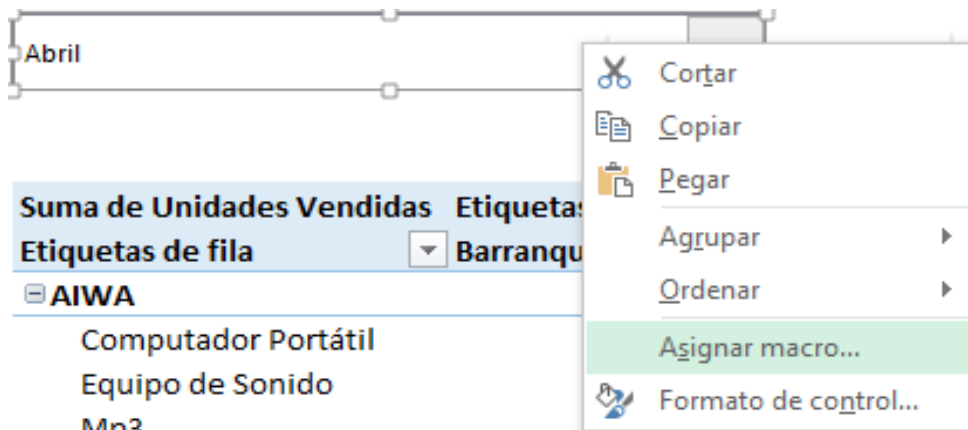 Abril
Cortar
Copiar
Pegar
Agrupar
Ordenar
Asignar macro...
Formato de control...
Suma de Unidades Vendidas
Etiquetas de fila
Barranqu
AIWA
Computador Portátil
Equipo de Sonido
Mp3